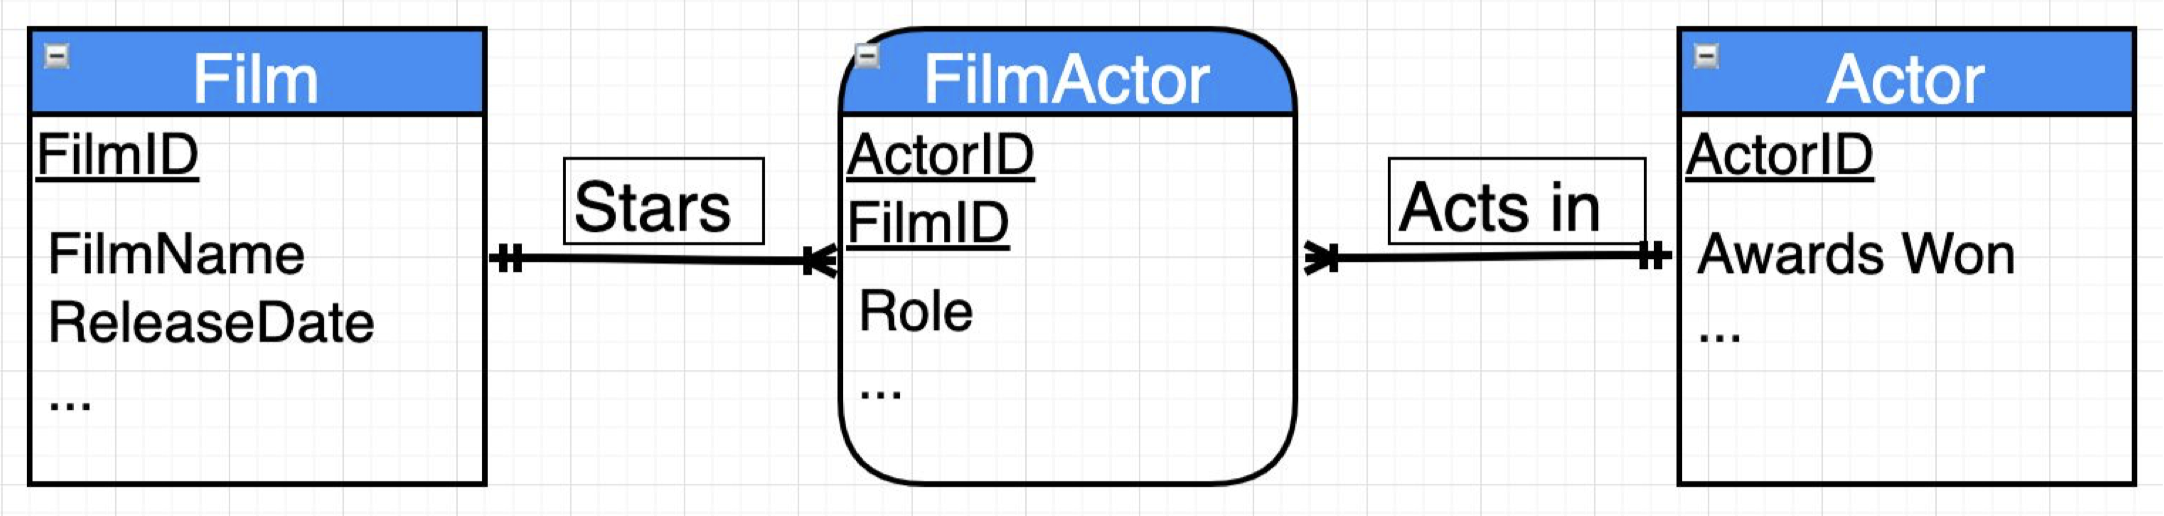 Film
FilmID
FilmName
ReleaseDate
...
Stars
FilmActor
ActorID
FilmID
Role
...
Acts in
Actor
ActorID
Awards Won
...